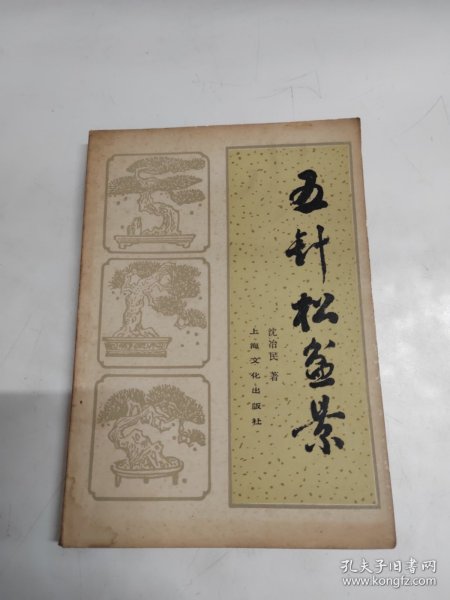 五针松盆景
沈冶民 著
上海文化出版社
孔夫子旧书网
www.kongfz.com